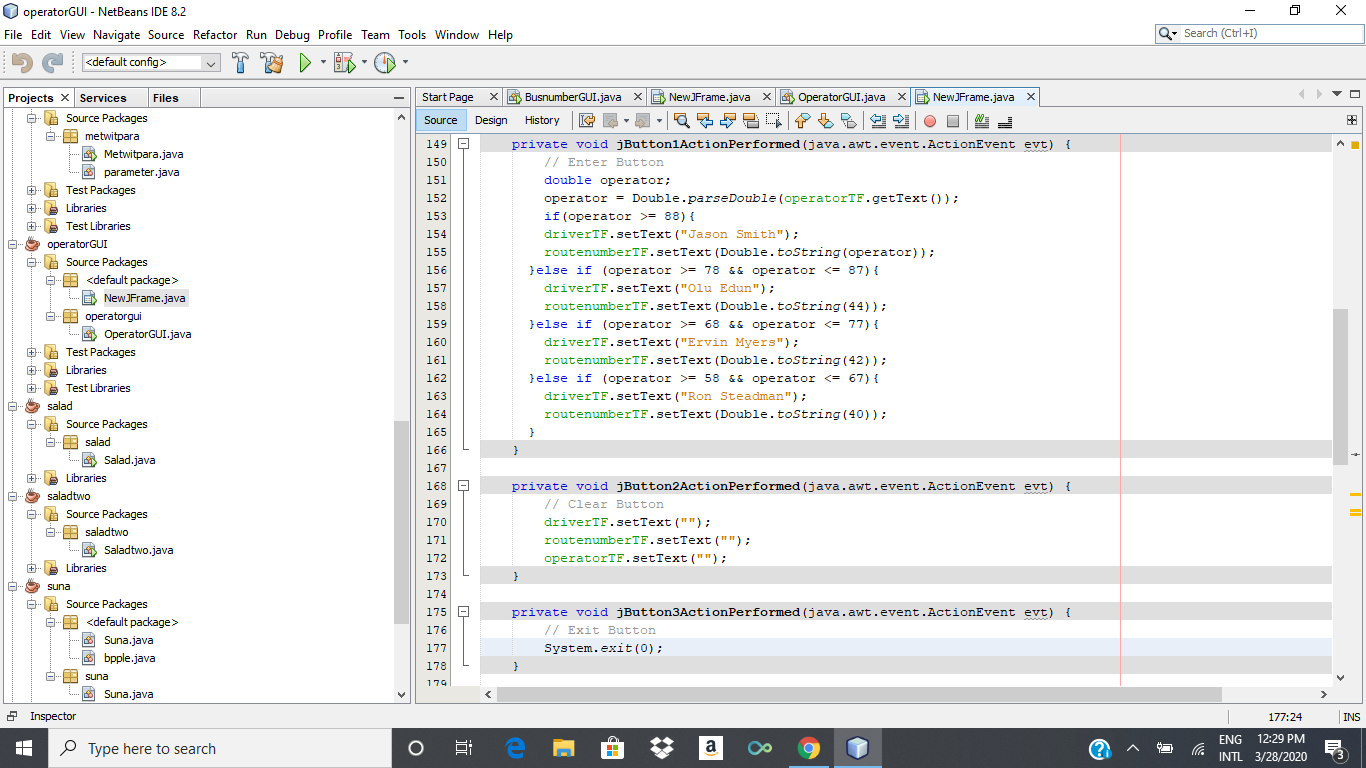 operatorGUI - NetBeans IDE 8.2
File Edit View Navigate Source Refactor Run Debug Profile Team Tools Window Help
Search (Ctrl+I)
<default config>
Projects Services Files
Source Packages
metwitpara
Metwitpara.java
parameter.java
Test Packages
Libraries
Test Libraries
operatorGUI
Source Packages
<default package>
NewJFrame.java
operatorgui
OperatorGUI.java
Test Packages
Libraries
Test Libraries
salad
Source Packages
salad
Salad.java
Libraries
saladtwo
Source Packages
saladtwo
Saladtwo.java
Libraries
suna
Source Packages
<default package>
Suna.java
bpple.java
suna
Suna.java
Start Page BusnumberGUI.java NewJFrame.java OperatorGUI.java NewJFrame.java
Source Design History
149 private void jButton1ActionPerformed(java.awt.event.ActionEvent evt) {
150 // Enter Button
151 double operator;
152 operator = Double.parseDouble(operatorTF.getText());
153 if(operator >= 88){
154 driverTF.setText("Jason Smith");
155 routenumberTF.setText(Double.toString(operator));
156 }else if (operator >= 78 && operator <= 87){
157 driverTF.setText("Olu Edun");
158 routenumberTF.setText(Double.toString(44));
159 }else if (operator >= 68 && operator <= 77){
160 driverTF.setText("Ervin Myers");
161 routenumberTF.setText(Double.toString(42));
162 }else if (operator >= 58 && operator <= 67){
163 driverTF.setText("Ron Steadman");
164 routenumberTF.setText(Double.toString(40));
165 }
166 }
167
168 private void jButton2ActionPerformed(java.awt.event.ActionEvent evt) {
169 // Clear Button
170 driverTF.setText("");
171 routenumberTF.setText("");
172 operatorTF.setText("");
173 }
174
175 private void jButton3ActionPerformed(java.awt.event.ActionEvent evt) {
176 // Exit Button
177 System.exit(0);
178 }
179
Inspector
177:24 INS
Type here to search
ENG
INTL
12:29 PM
3/28/2020
3